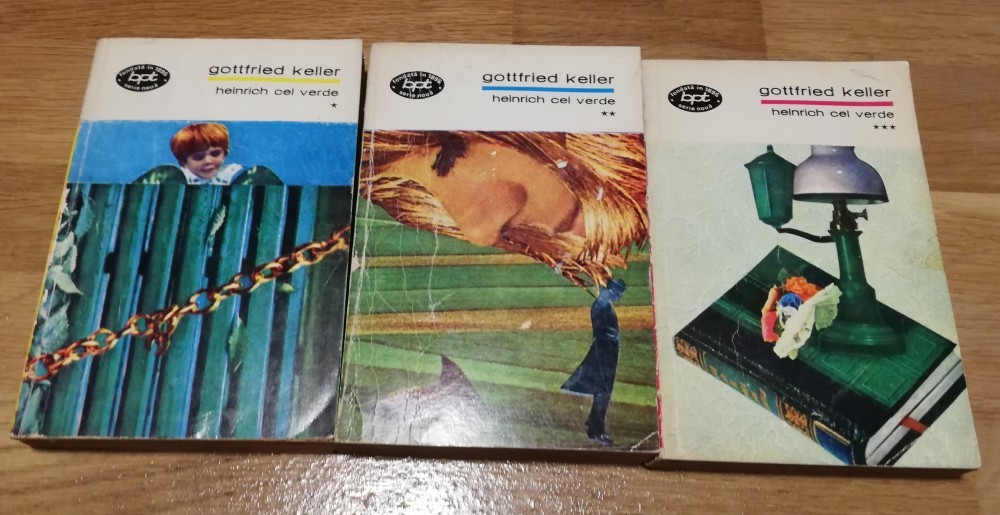 fondată în 1895
bpt
serie nouă
gottfried keller
heinrich cel verde
*
fondată în 1895
bpt
serie nouă
gottfried keller
heinrich cel verde
**
fondată în 1895
bpt
serie nouă
gottfried keller
heinrich cel verde
***